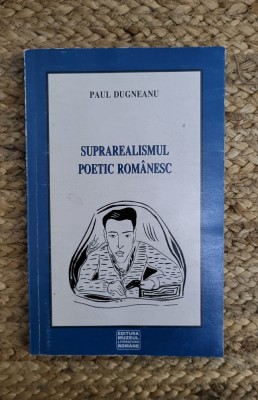 PAUL DUGNEANU
SUPRAREALISMUL
POETIC ROMÂNESC
EDITURA
MUZEUL
LITERATURII
ROMÂNE